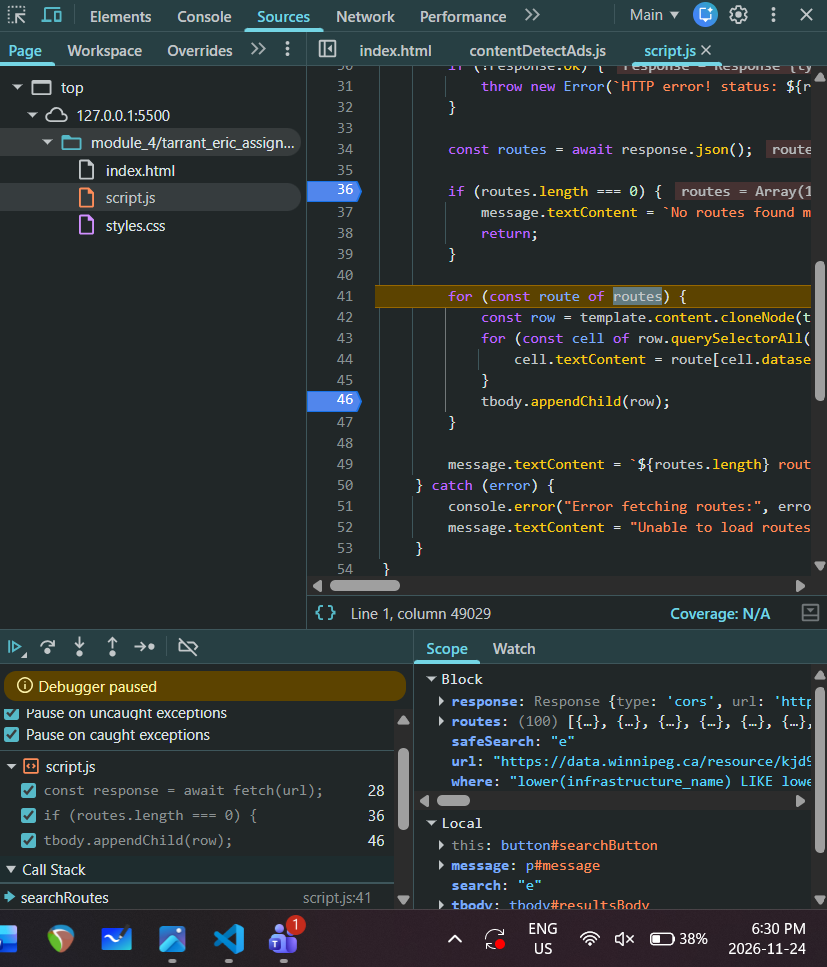 Elements Console Sources Network Performance Main
Page Workspace Overrides index.html contentDetectAds.js script.js
top
127.0.0.1:5500
module_4/tarrant_eric_assign...
index.html
script.js
styles.css
30 if (!response.ok) { response = Response {ty
31 throw new Error(`HTTP error! status: ${r
32 }
33
34 const routes = await response.json(); route
35
36 if (routes.length === 0) { routes = Array(1
37 message.textContent = `No routes found m
38 return;
39 }
40
41 for (const route of routes) {
42 const row = template.content.cloneNode(t
43 for (const cell of row.querySelectorAll(
44 cell.textContent = route[cell.datase
45 }
46 tbody.appendChild(row);
47 }
48
49 message.textContent = `${routes.length} rout
50 } catch (error) {
51 console.error("Error fetching routes:", erro
52 message.textContent = "Unable to load routes
53 }
54 }
{} Line 1, column 49029 Coverage: N/A
Debugger paused
Pause on uncaught exceptions
Pause on caught exceptions
script.js
const response = await fetch(url); 28
if (routes.length === 0) { 36
tbody.appendChild(row); 46
Call Stack
searchRoutes script.js:41
Scope Watch
Block
response: Response {type: 'cors', url: 'http
routes: (100) [{…}, {…}, {…}, {…}, {…}, {…},
safeSearch: "e"
url: "https://data.winnipeg.ca/resource/kjd9
where: "lower(infrastructure_name) LIKE lowe
Local
this: button#searchButton
message: p#message
search: "e"
tbody: tbody#resultsBody
1
ENG
US
38%
6:30 PM
2026-11-24